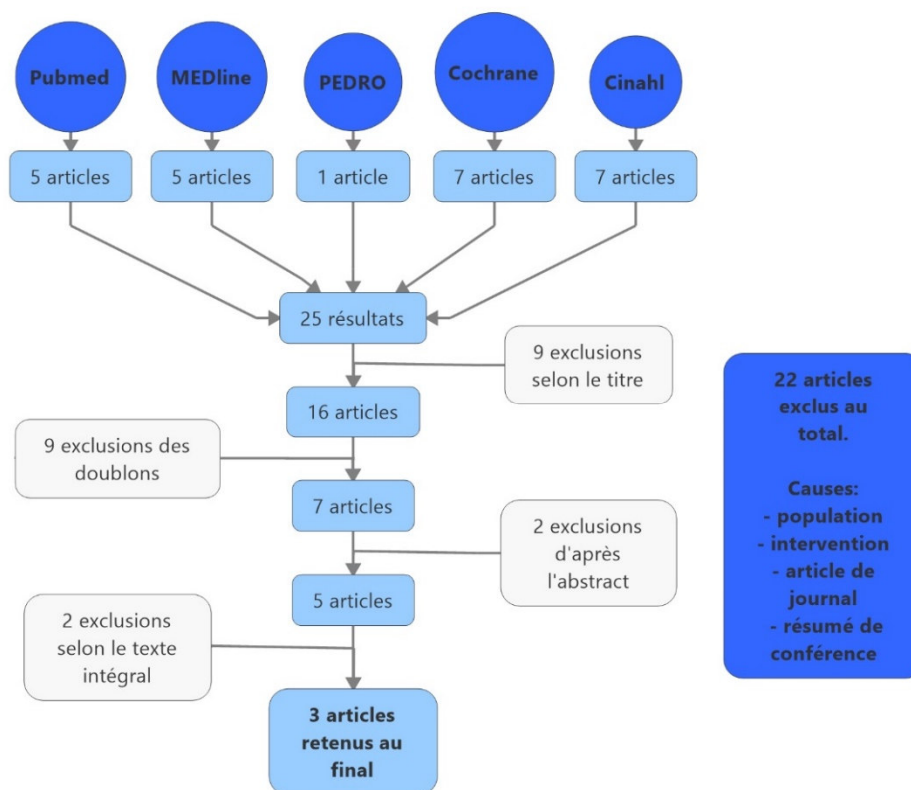 Pubmed
MEDline
PEDRO
Cochrane
Cinahl
5 articles
5 articles
1 article
7 articles
7 articles
25 résultats
9 exclusions
selon le titre
16 articles
9 exclusions des
doublons
7 articles
2 exclusions
d'après
l'abstract
5 articles
2 exclusions
selon le texte
intégral
3 articles
retenus au
final
22 articles
exclus au
total.
Causes:
- population
- intervention
- article de
journal
- résumé de
conférence